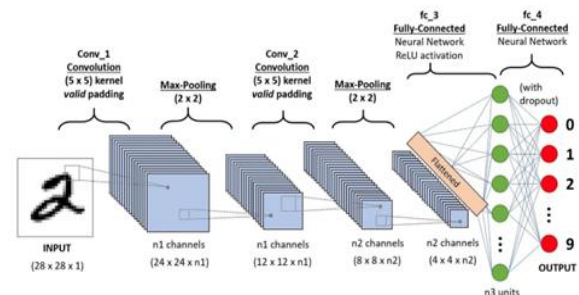 fc_3
Fully-Connected
Neural Network
ReLU activation
fc_4
Fully-Connected
Neural Network
Conv_1
Convolution
(5 x 5) kernel
valid padding
Max-Pooling
(2 x 2)
Conv_2
Convolution
(5 x 5) kernel
valid padding
Max-Pooling
(2 x 2)
(with
dropout)
Flattened
2
0
1
2
9
INPUT
(28 x 28 x 1)
n1 channels
(24 x 24 x n1)
n1 channels
(12 x 12 x n1)
n2 channels
(8 x 8 x n2)
n2 channels
(4 x 4 x n2)
OUTPUT
n3 units